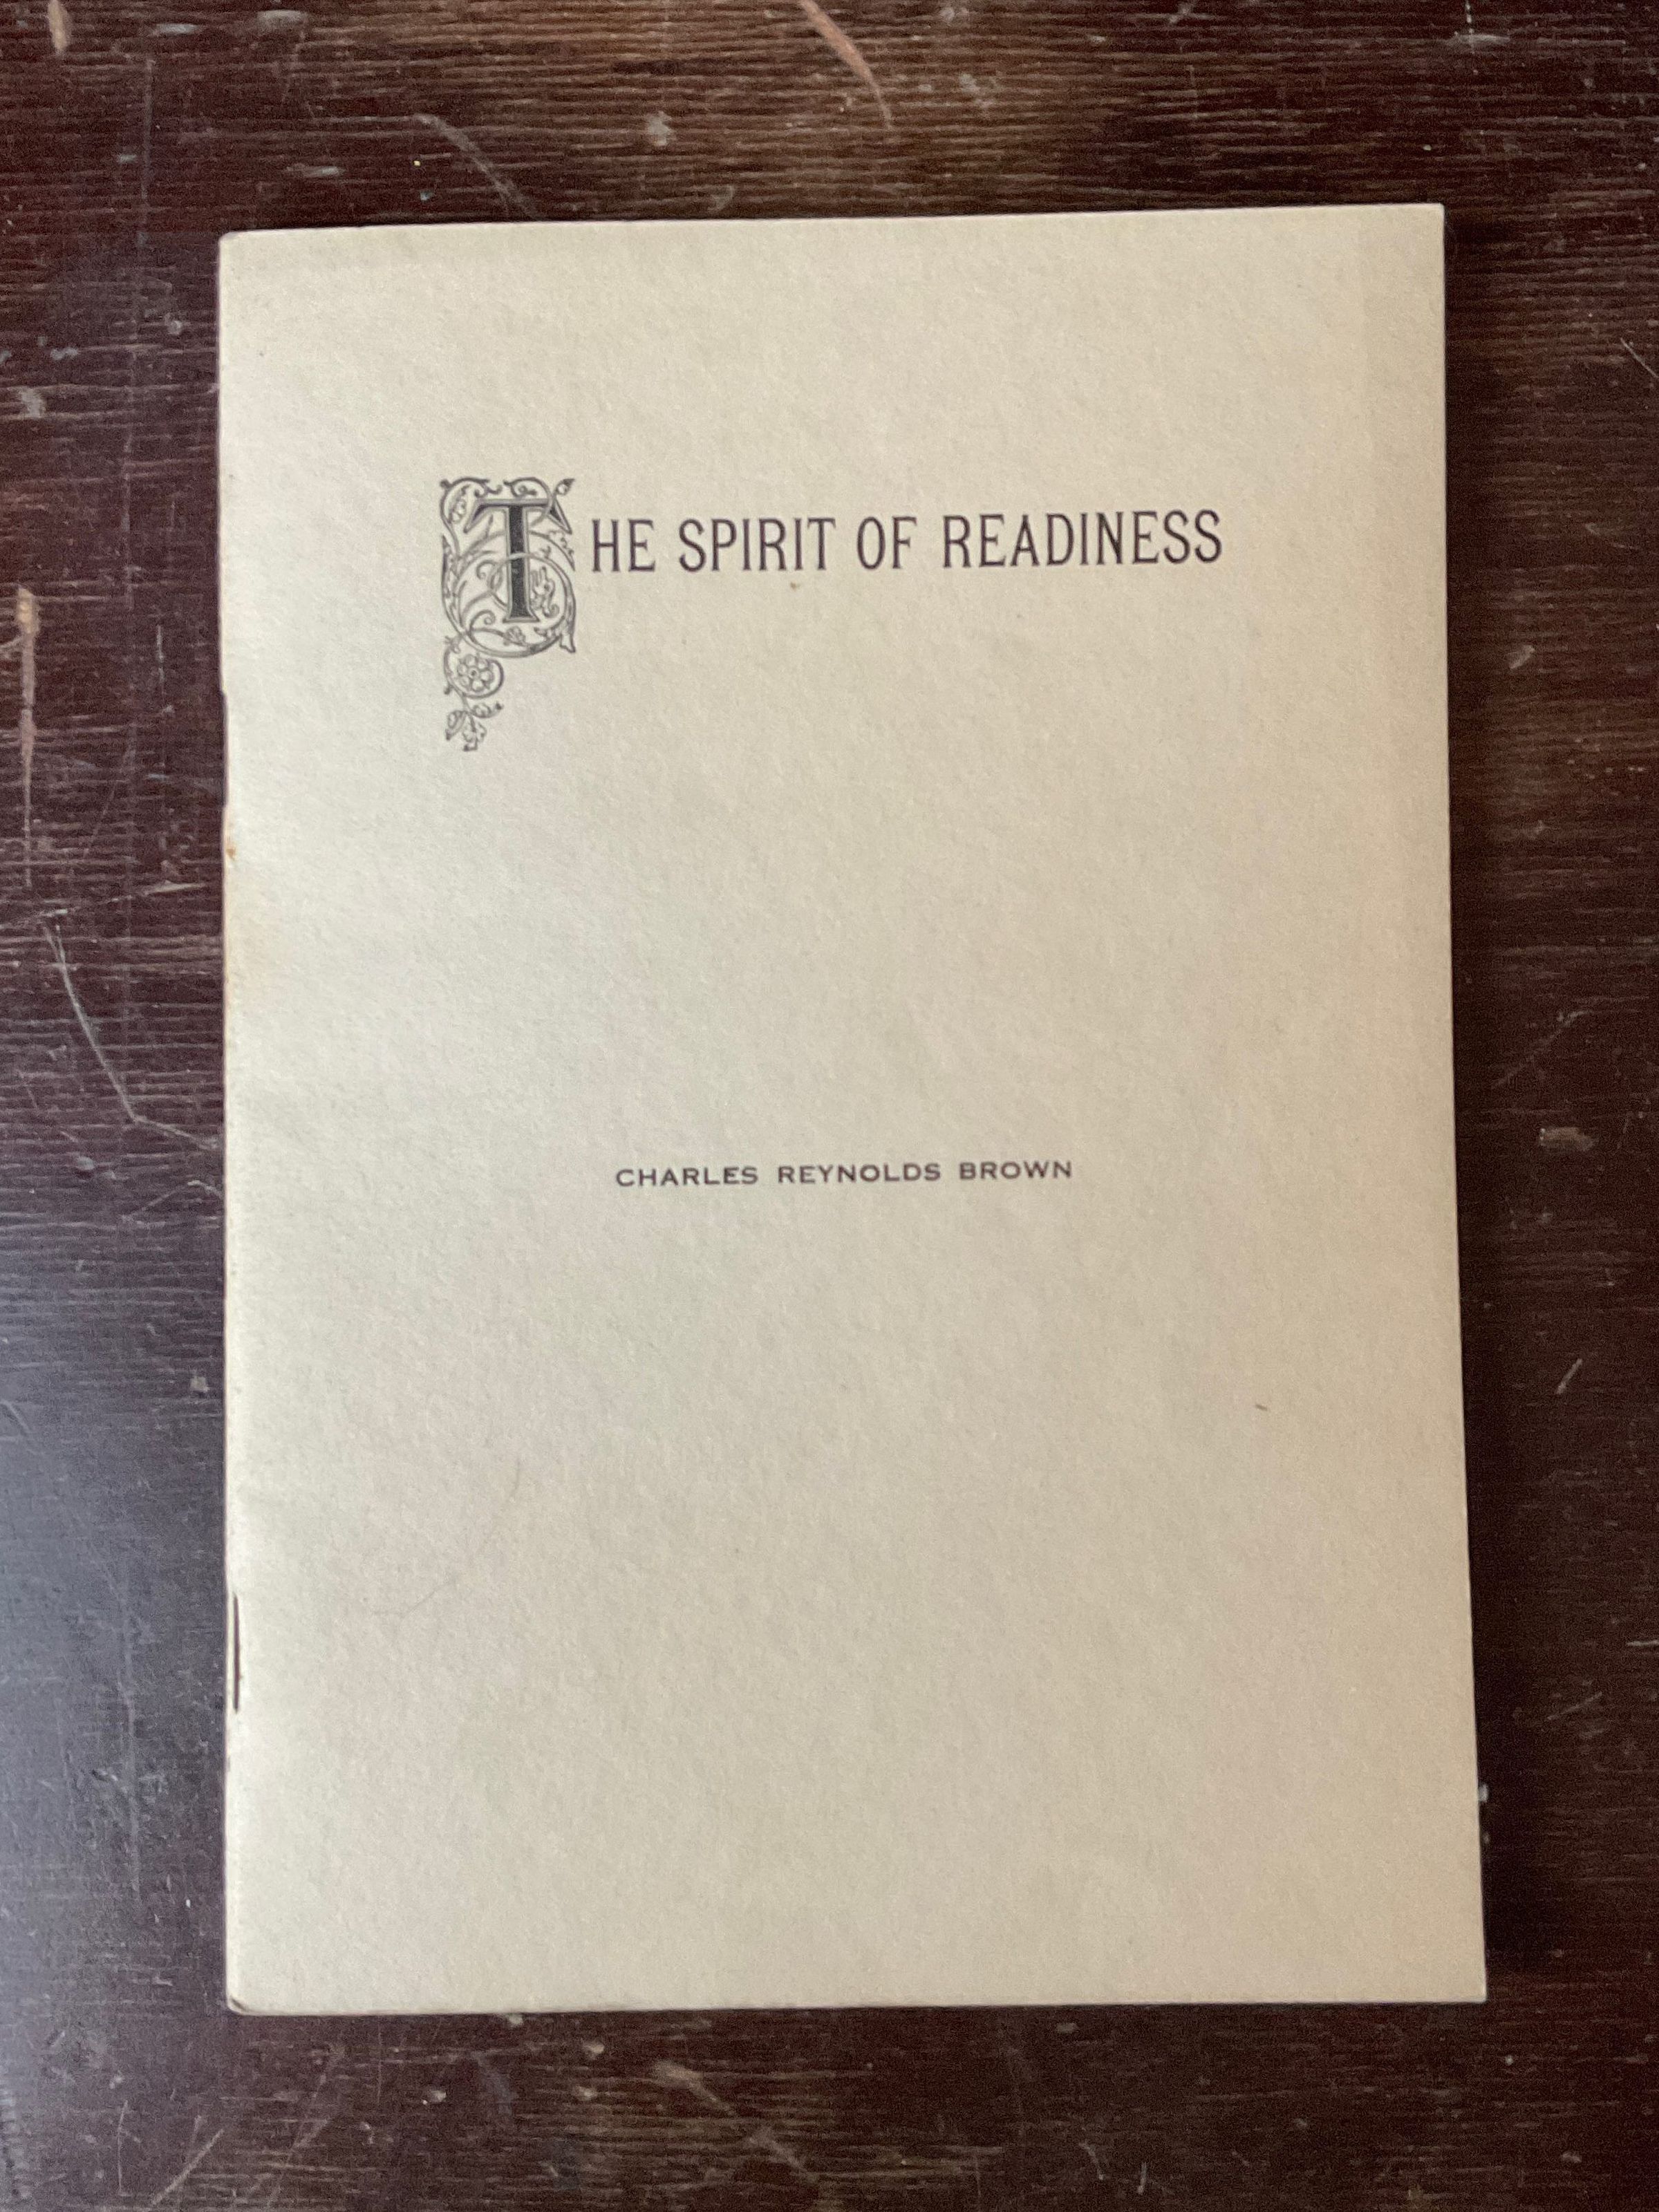 THE SPIRIT OF READINESS
CHARLES REYNOLDS BROWN